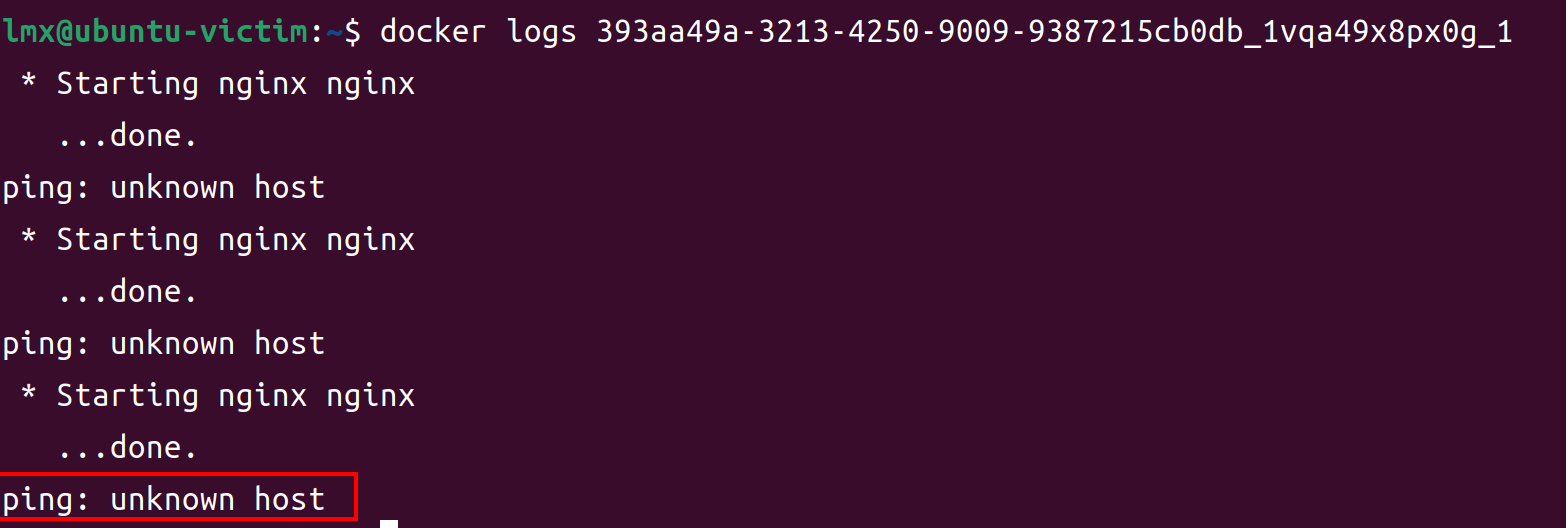 lmx@ubuntu-victim:~$ docker logs 393aa49a-3213-4250-9009-9387215cb0db_1vqa49x8px0g_1
 * Starting nginx nginx
   ...done.
ping: unknown host
 * Starting nginx nginx
   ...done.
ping: unknown host
 * Starting nginx nginx
   ...done.
ping: unknown host